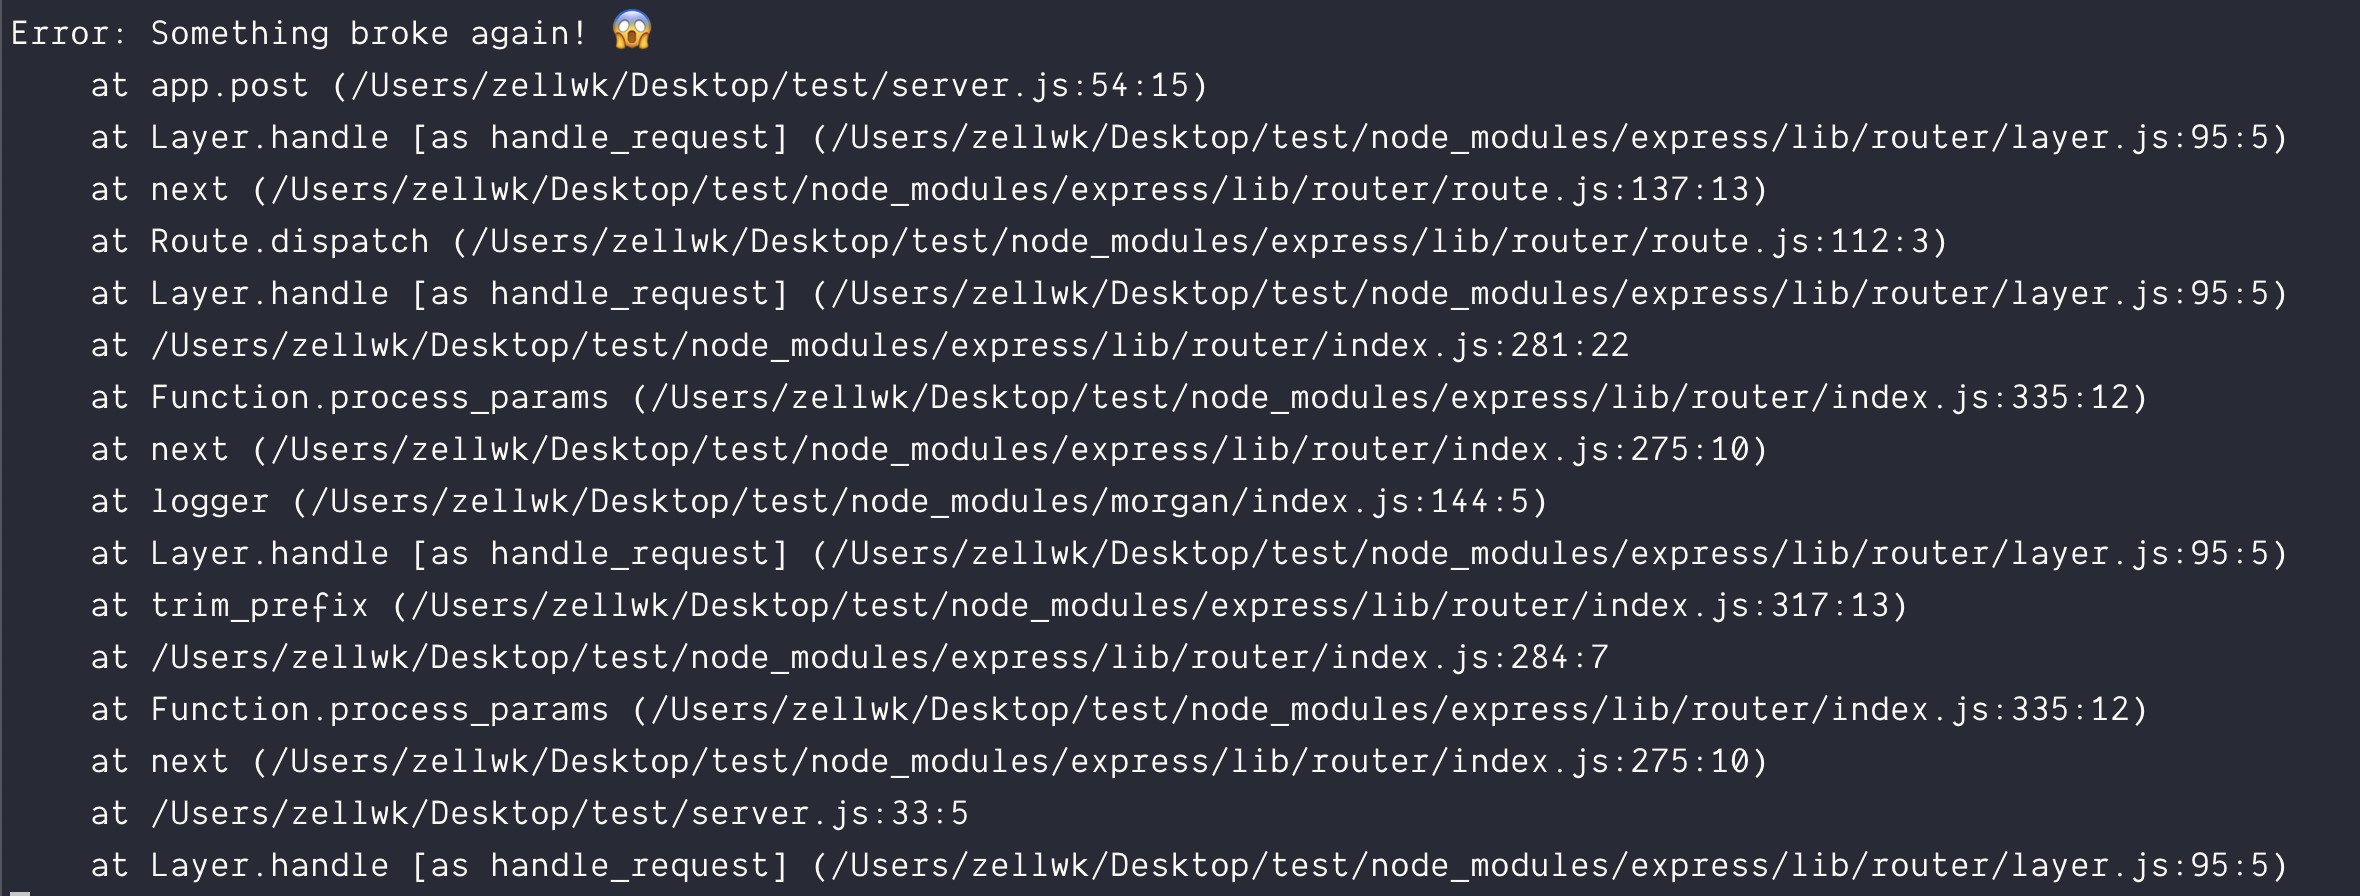 Error: Something broke again! 😱
    at app.post (/Users/zellwk/Desktop/test/server.js:54:15)
    at Layer.handle [as handle_request] (/Users/zellwk/Desktop/test/node_modules/express/lib/router/layer.js:95:5)
    at next (/Users/zellwk/Desktop/test/node_modules/express/lib/router/route.js:137:13)
    at Route.dispatch (/Users/zellwk/Desktop/test/node_modules/express/lib/router/route.js:112:3)
    at Layer.handle [as handle_request] (/Users/zellwk/Desktop/test/node_modules/express/lib/router/layer.js:95:5)
    at /Users/zellwk/Desktop/test/node_modules/express/lib/router/index.js:281:22
    at Function.process_params (/Users/zellwk/Desktop/test/node_modules/express/lib/router/index.js:335:12)
    at next (/Users/zellwk/Desktop/test/node_modules/express/lib/router/index.js:275:10)
    at logger (/Users/zellwk/Desktop/test/node_modules/morgan/index.js:144:5)
    at Layer.handle [as handle_request] (/Users/zellwk/Desktop/test/node_modules/express/lib/router/layer.js:95:5)
    at trim_prefix (/Users/zellwk/Desktop/test/node_modules/express/lib/router/index.js:317:13)
    at /Users/zellwk/Desktop/test/node_modules/express/lib/router/index.js:284:7
    at Function.process_params (/Users/zellwk/Desktop/test/node_modules/express/lib/router/index.js:335:12)
    at next (/Users/zellwk/Desktop/test/node_modules/express/lib/router/index.js:275:10)
    at /Users/zellwk/Desktop/test/server.js:33:5
    at Layer.handle [as handle_request] (/Users/zellwk/Desktop/test/node_modules/express/lib/router/layer.js:95:5)